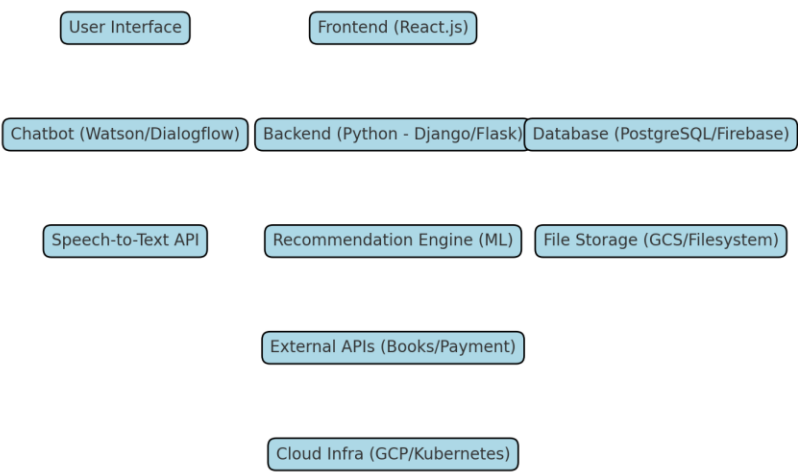 User Interface
Frontend (React.js)
Chatbot (Watson/Dialogflow)
Backend (Python - Django/Flask)
Database (PostgreSQL/Firebase)
Speech-to-Text API
Recommendation Engine (ML)
File Storage (GCS/Filesystem)
External APIs (Books/Payment)
Cloud Infra (GCP/Kubernetes)